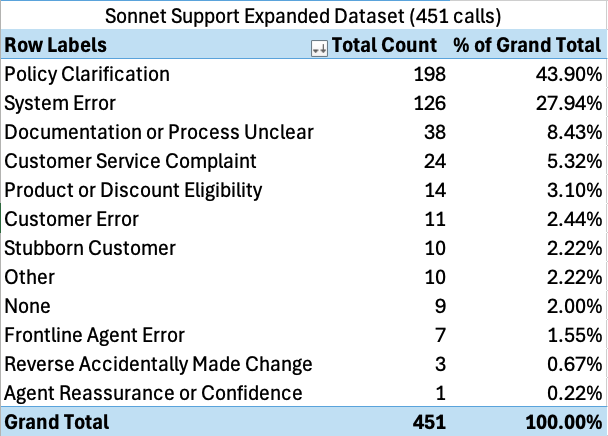 Sonnet Support Expanded Dataset (451 calls)
Row Labels Total Count % of Grand Total
Policy Clarification 198 43.90%
System Error 126 27.94%
Documentation or Process Unclear 38 8.43%
Customer Service Complaint 24 5.32%
Product or Discount Eligibility 14 3.10%
Customer Error 11 2.44%
Stubborn Customer 10 2.22%
Other 10 2.22%
None 9 2.00%
Frontline Agent Error 7 1.55%
Reverse Accidentally Made Change 3 0.67%
Agent Reassurance or Confidence 1 0.22%
Grand Total 451 100.00%